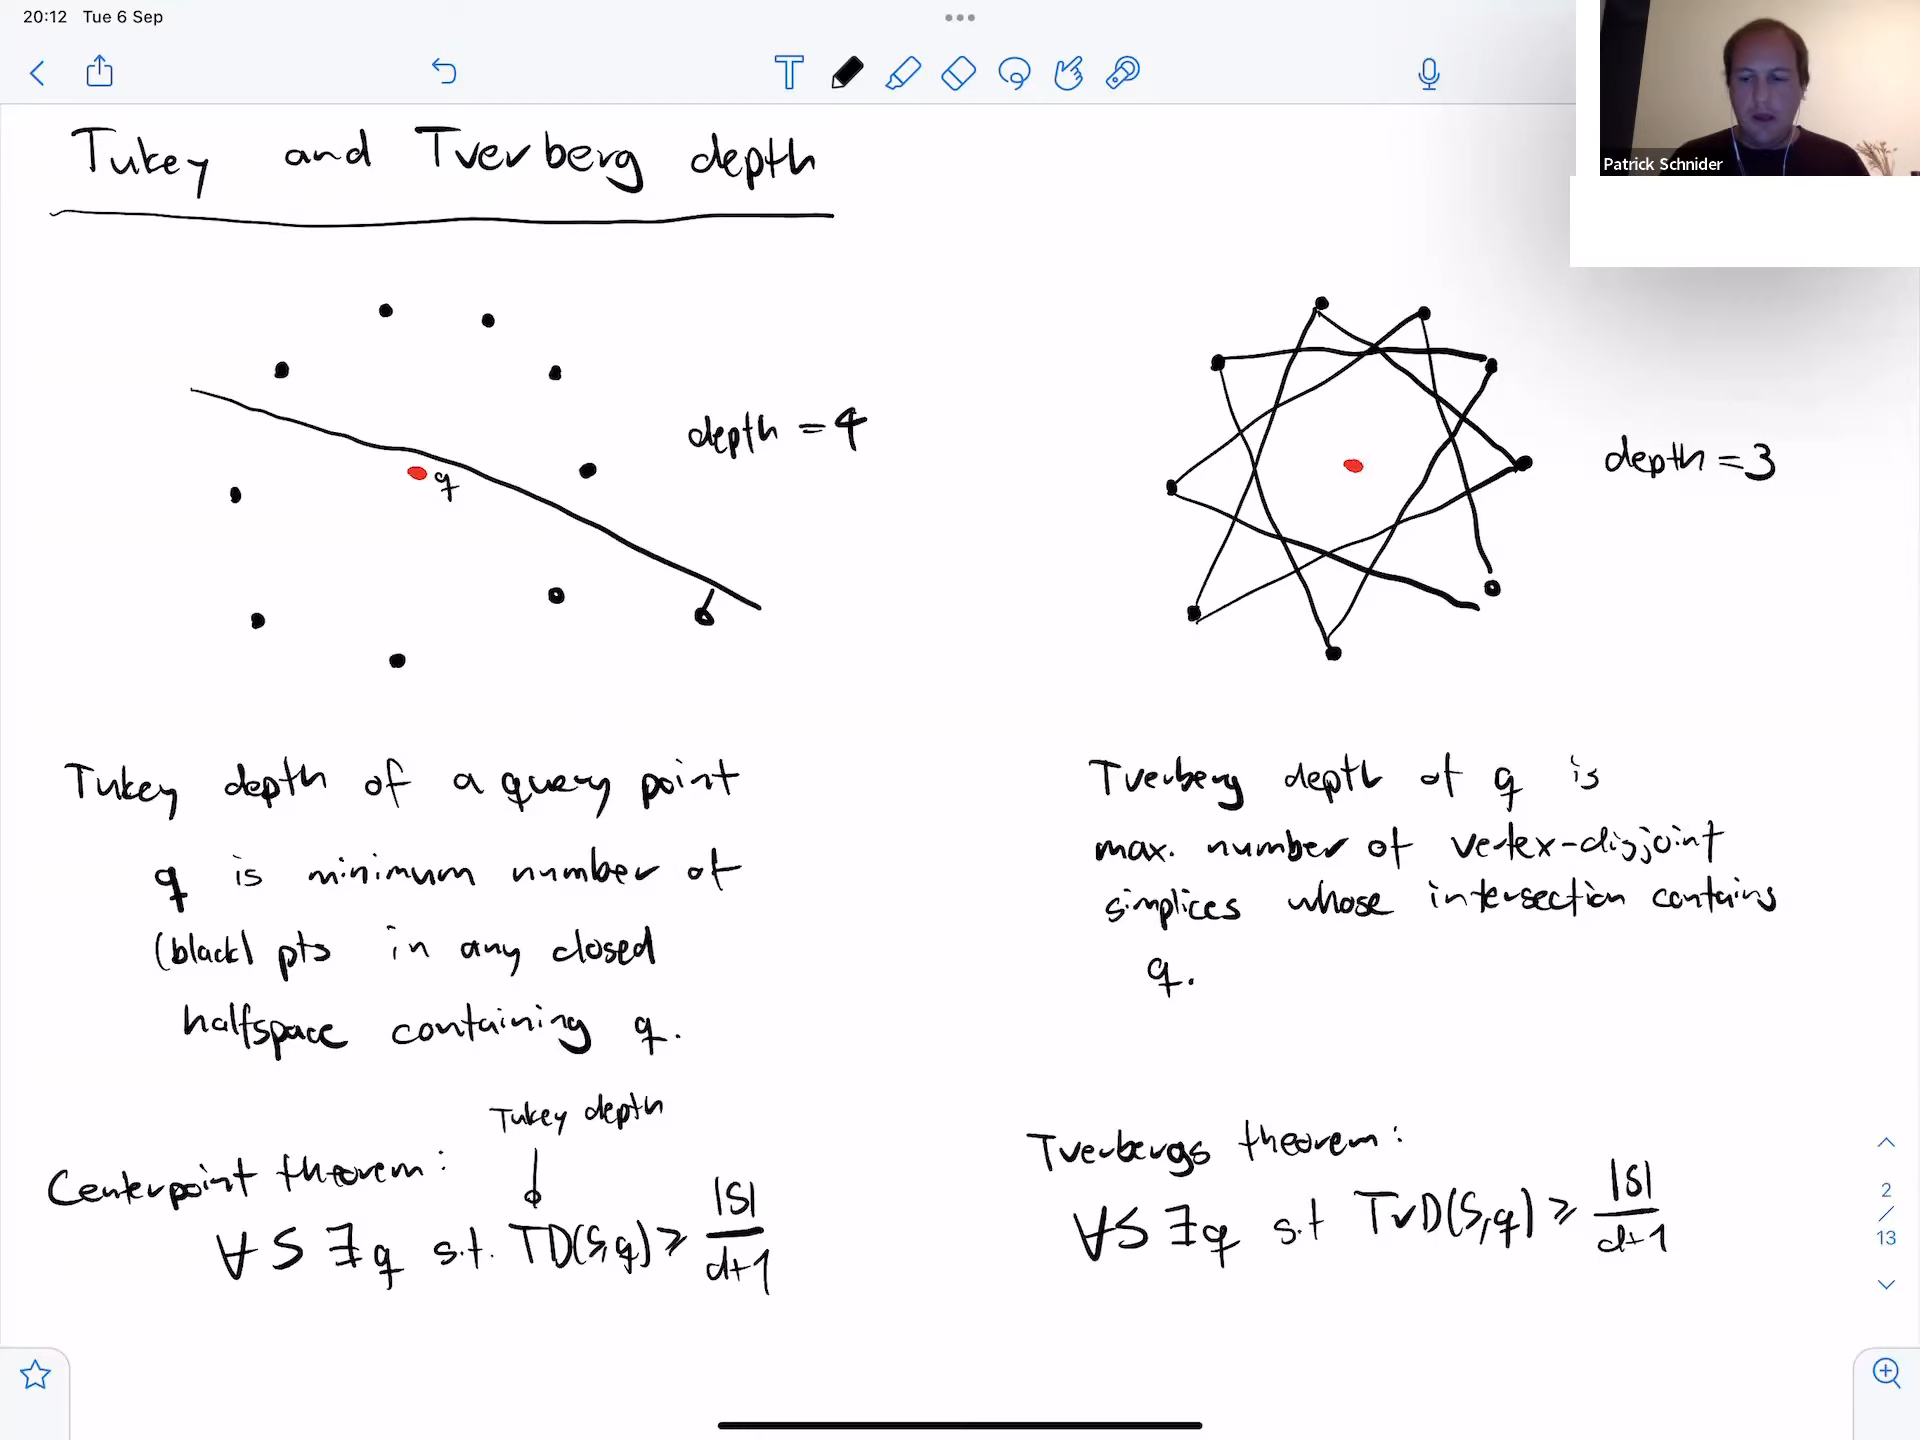 20:12 Tue 6 Sep
Patrick Schnider
Tukey and Tverberg depth
q
depth = 4
depth = 3
Tukey depth of a query point
q is minimum number of
(black) pts in any closed
halfspace containing q.
Tverberg depth of q is
max. number of vertex-disjoint
simplices whose intersection contains
q.
Tukey depth
Centerpoint theorem:
∀ S ∃ q s.t. TD(S,q) ≥ |S| / d+1
Tverbergs theorem:
∀S ∃q s.t TvD(S,q) ≥ |S| / d+1
2
/
13